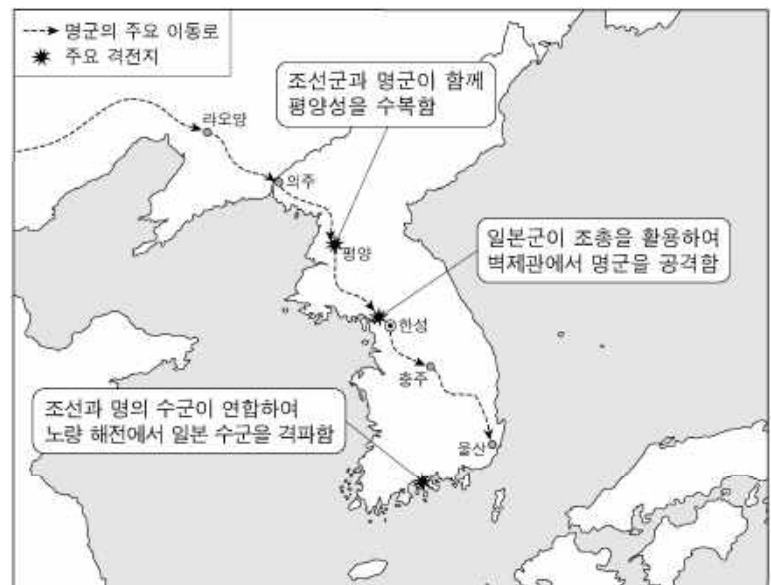 명군의 주요 이동로
주요 격전지
조선군과 명군이 함께
평양성을 수복함
랴오양
의주
평양
일본군이 조총을 활용하여
벽제관에서 명군을 공격함
한성
충주
조선과 명의 수군이 연합하여
노량 해전에서 일본 수군을 격파함
울산